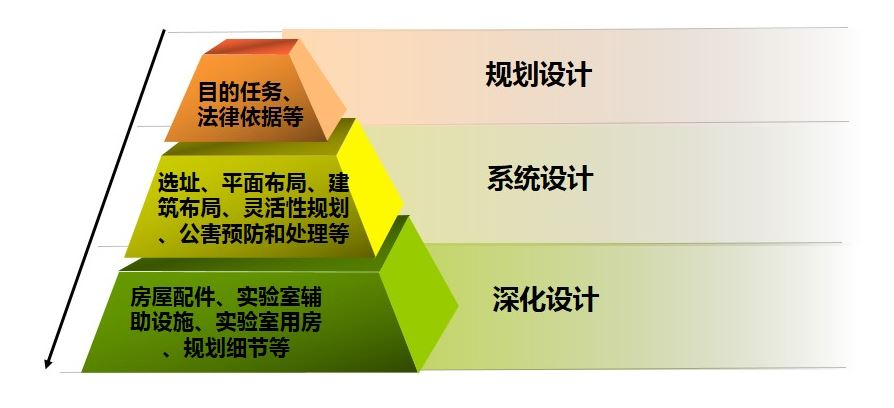 目的任务、
法律依据等
规划设计
选址、平面布局、建
筑布局、灵活性规划
、公害预防和处理等
系统设计
房屋配件、实验室辅
助设施、实验室用房
、规划细节等
深化设计